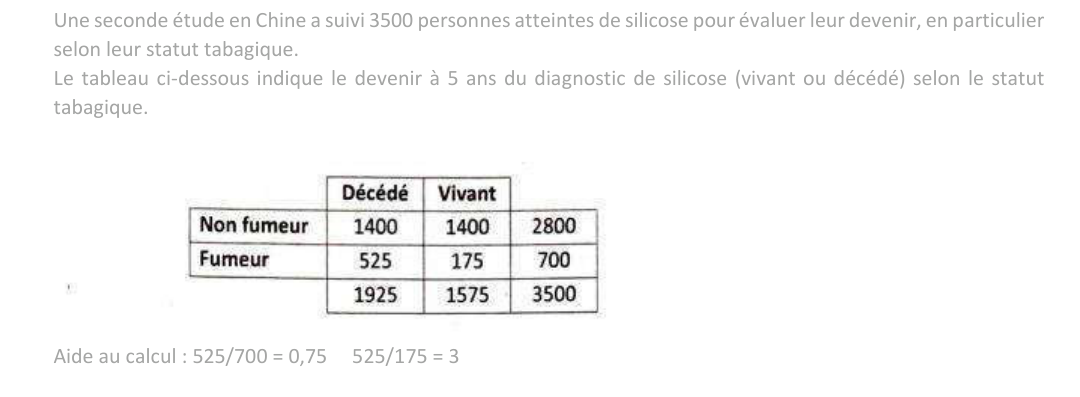 Une seconde étude en Chine a suivi 3500 personnes atteintes de silicose pour évaluer leur devenir, en particulier
selon leur statut tabagique.
Le tableau ci-dessous indique le devenir à 5 ans du diagnostic de silicose (vivant ou décédé) selon le statut
tabagique.
Décédé Vivant
Non fumeur 1400 1400 2800
Fumeur 525 175 700
1925 1575 3500
Aide au calcul : 525/700 = 0,75 525/175 = 3